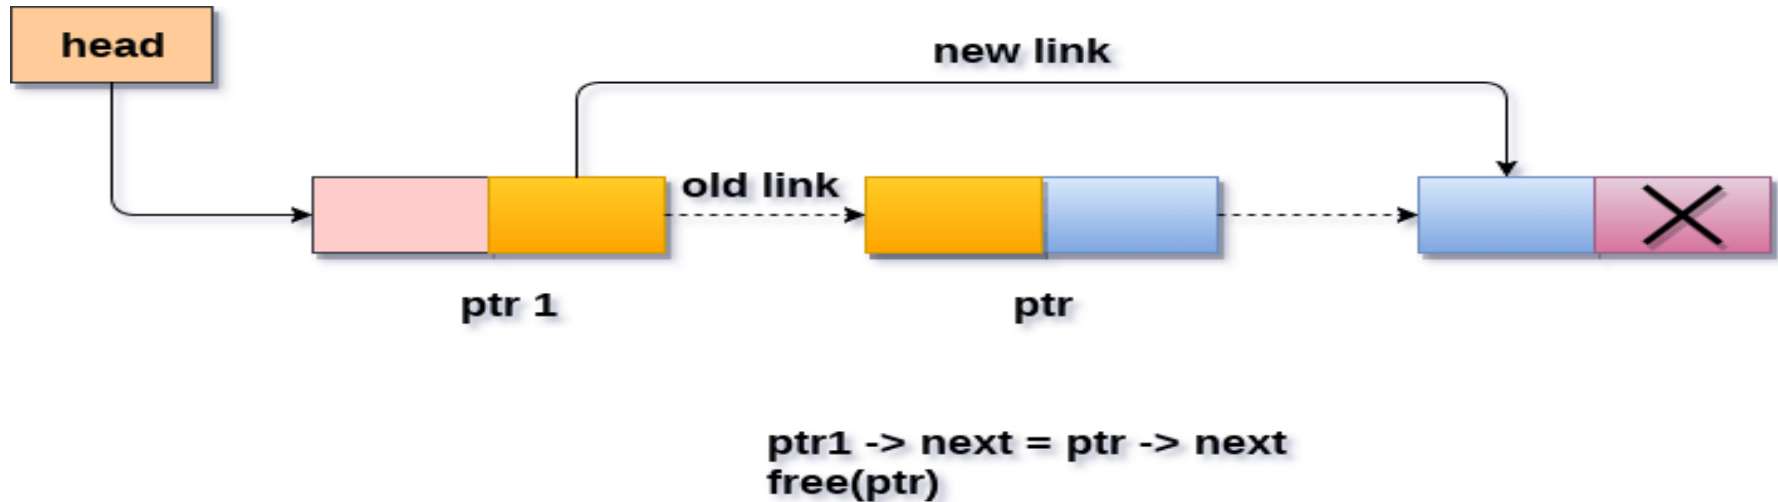 head
new link
old link
ptr 1
ptr
ptr1 -> next = ptr -> next
free(ptr)